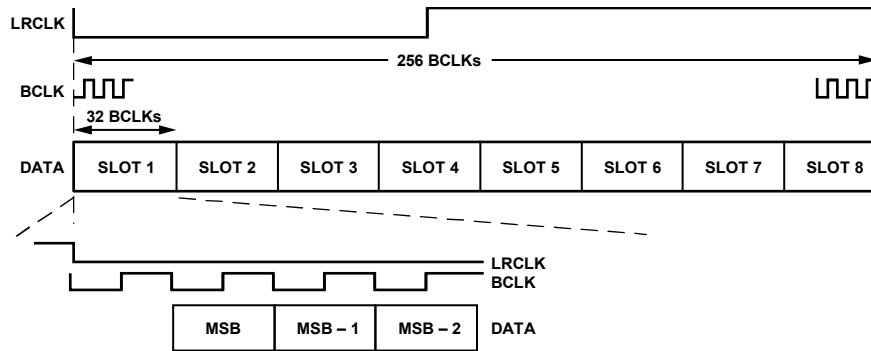 LRCLK
256 BCLKs
BCLK
32 BCLKs
DATA SLOT 1 SLOT 2 SLOT 3 SLOT 4 SLOT 5 SLOT 6 SLOT 7 SLOT 8
LRCLK
BCLK
MSB MSB – 1 MSB – 2 DATA